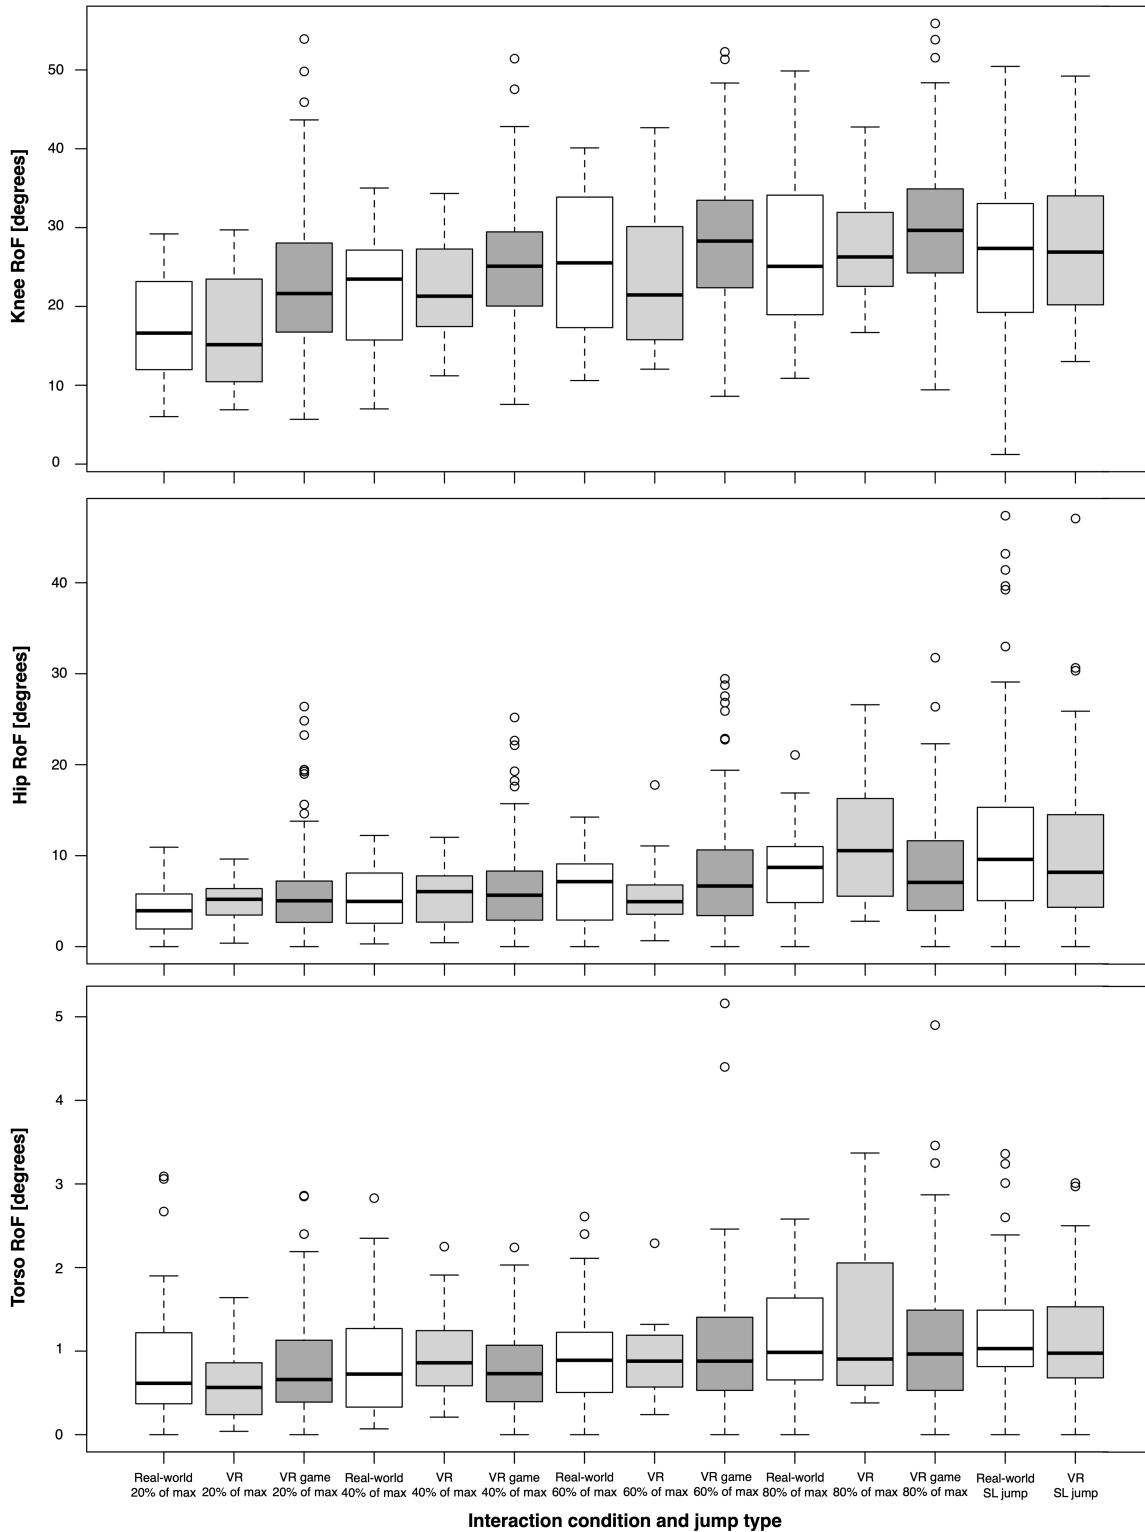 Knee RoF [degrees]
50
40
30
20
10
0
Hip RoF [degrees]
40
30
20
10
0
Torso RoF [degrees]
5
4
3
2
1
0
Real-world VR VR game Real-world VR VR game Real-world VR VR game Real-world VR VR game Real-world VR
20% of max 20% of max 20% of max 40% of max 40% of max 40% of max 60% of max 60% of max 60% of max 80% of max 80% of max 80% of max SL jump SL jump
Interaction condition and jump type